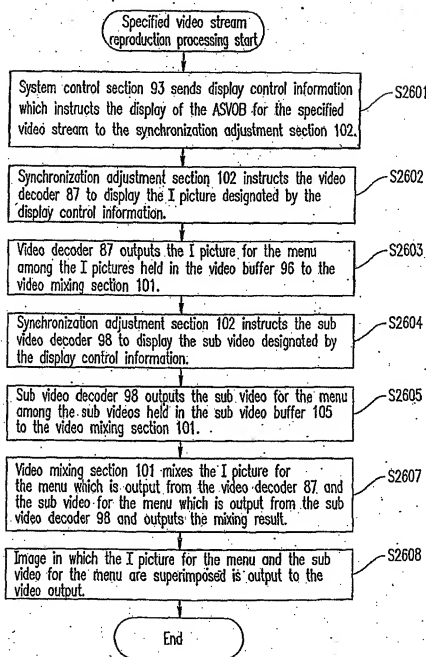 Specified video stream
reproduction processing start
System control section 93 sends display control information
which instructs the display of the ASVOB for the specified
video stream to the synchronization adjustment section 102.
S2601
Synchronization adjustment section 102 instructs the video
decoder 87 to display the I picture designated by the
display control information.
S2602
Video decoder 87 outputs the I picture for the menu
among the I pictures held in the video buffer 96 to the
video mixing section 101.
S2603
Synchronization adjustment section 102 instructs the sub
video decoder 98 to display the sub video designated by
the display control information.
S2604
Sub video decoder 98 outputs the sub video for the menu
among the sub videos held in the sub video buffer 105
to the video mixing section 101.
S2605
Video mixing section 101 mixes the I picture for
the menu which is output from the video decoder 87 and
the sub video for the menu which is output from the sub
video decoder 98 and outputs the mixing result.
S2607
Image in which the I picture for the menu and the sub
video for the menu are superimposed is output to the
video output.
S2608
End